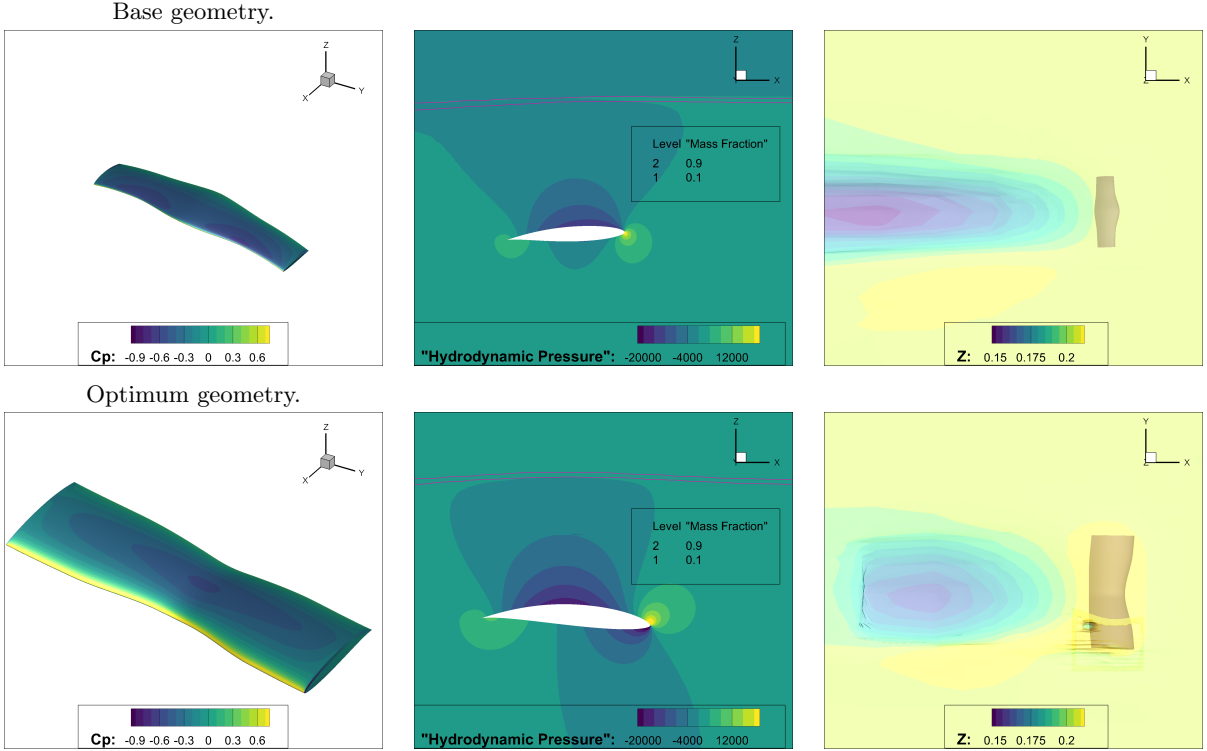 Base geometry.
Z
X
Y
Cp: -0.9 -0.6 -0.3 0 0.3 0.6
Z
Y
X
Level "Mass Fraction"
2 0.9
1 0.1
"Hydrodynamic Pressure": -20000 -4000 12000
Y
Z
X
Z: 0.15 0.175 0.2
Optimum geometry.
Z
X
Y
Cp: -0.9 -0.6 -0.3 0 0.3 0.6
Z
Y
X
Level "Mass Fraction"
2 0.9
1 0.1
"Hydrodynamic Pressure": -20000 -4000 12000
Y
Z
X
Z: 0.15 0.175 0.2